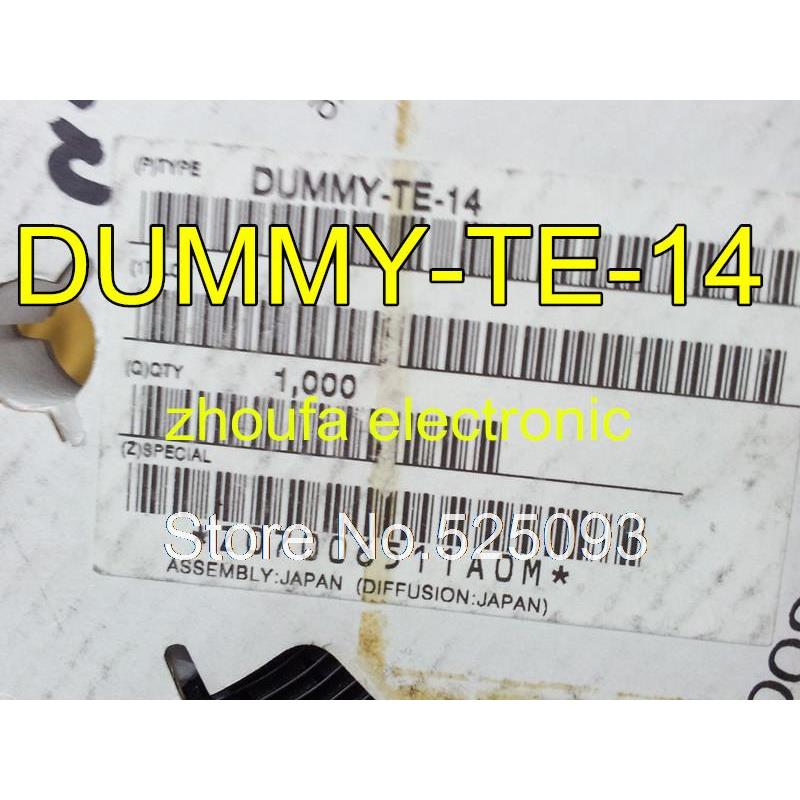 (P)TYPE DUMMY-TE-14
DUMMY-TE-14
(Q)QTY 1,000
zhoufa electronic
(Z)SPECIAL
Store No.525093
ASSEMBLY:JAPAN (DIFFUSION:JAPAN)